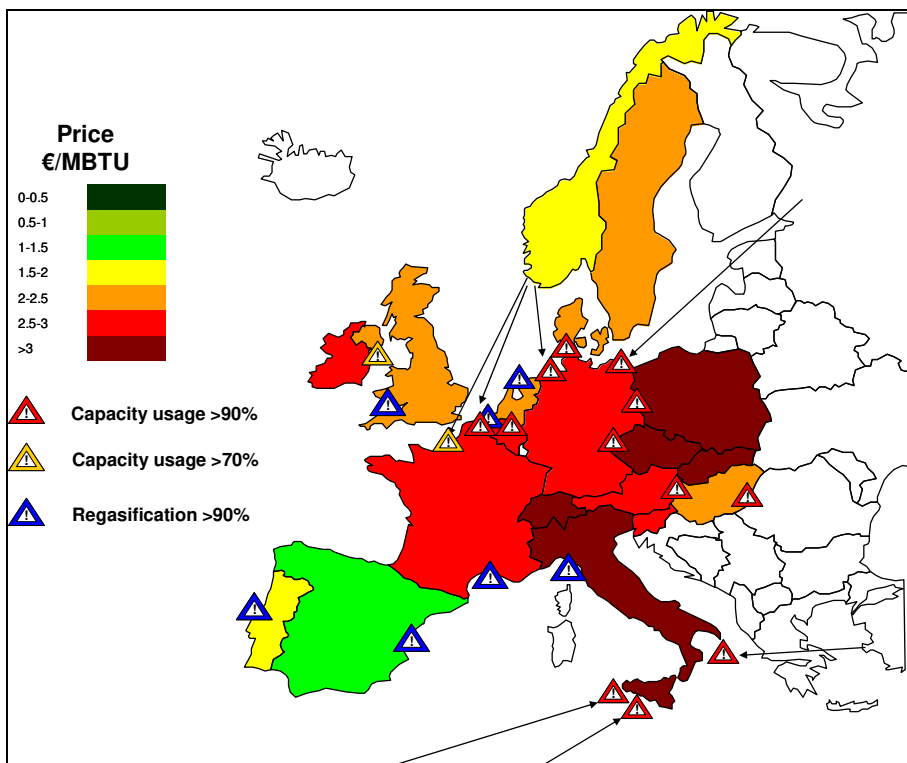 Price
€/MBTU
0-0.5
0.5-1
1-1.5
1.5-2
2-2.5
2.5-3
>3
Capacity usage >90%
Capacity usage >70%
Regasification >90%